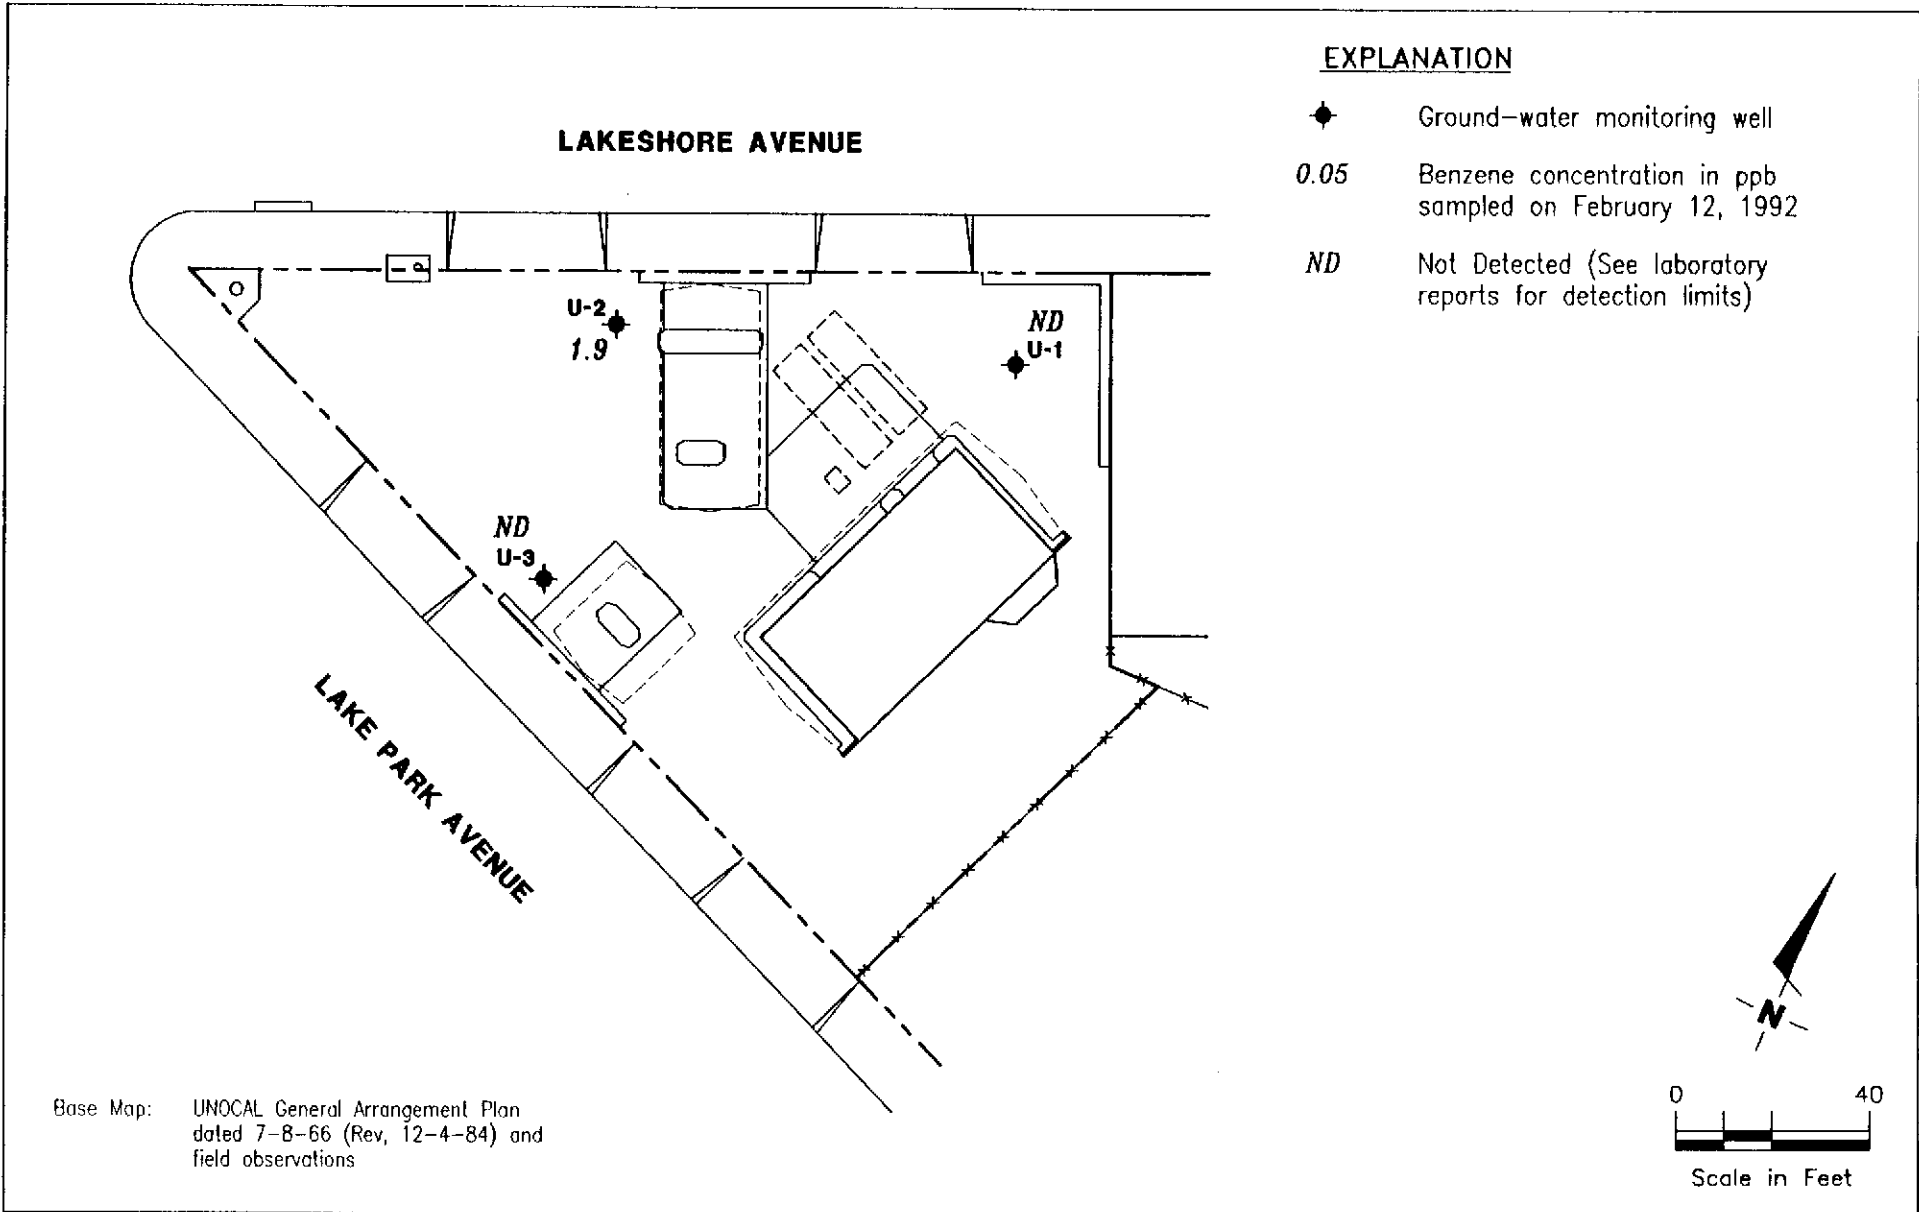 EXPLANATION
Ground-water monitoring well
0.05 Benzene concentration in ppb
sampled on February 12, 1992
ND Not Detected (See laboratory
reports for detection limits)
LAKESHORE AVENUE
U-2
1.9
ND
U-1
ND
U-3
LAKE PARK AVENUE
N
0 40
Scale in Feet
Base Map: UNOCAL General Arrangement Plan
dated 7-8-66 (Rev, 12-4-84) and
field observations